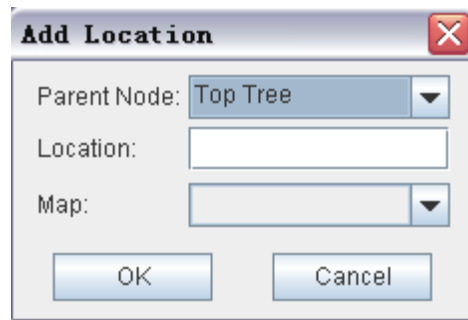 Add Location
Parent Node: Top Tree
Location:
Map:
OK Cancel